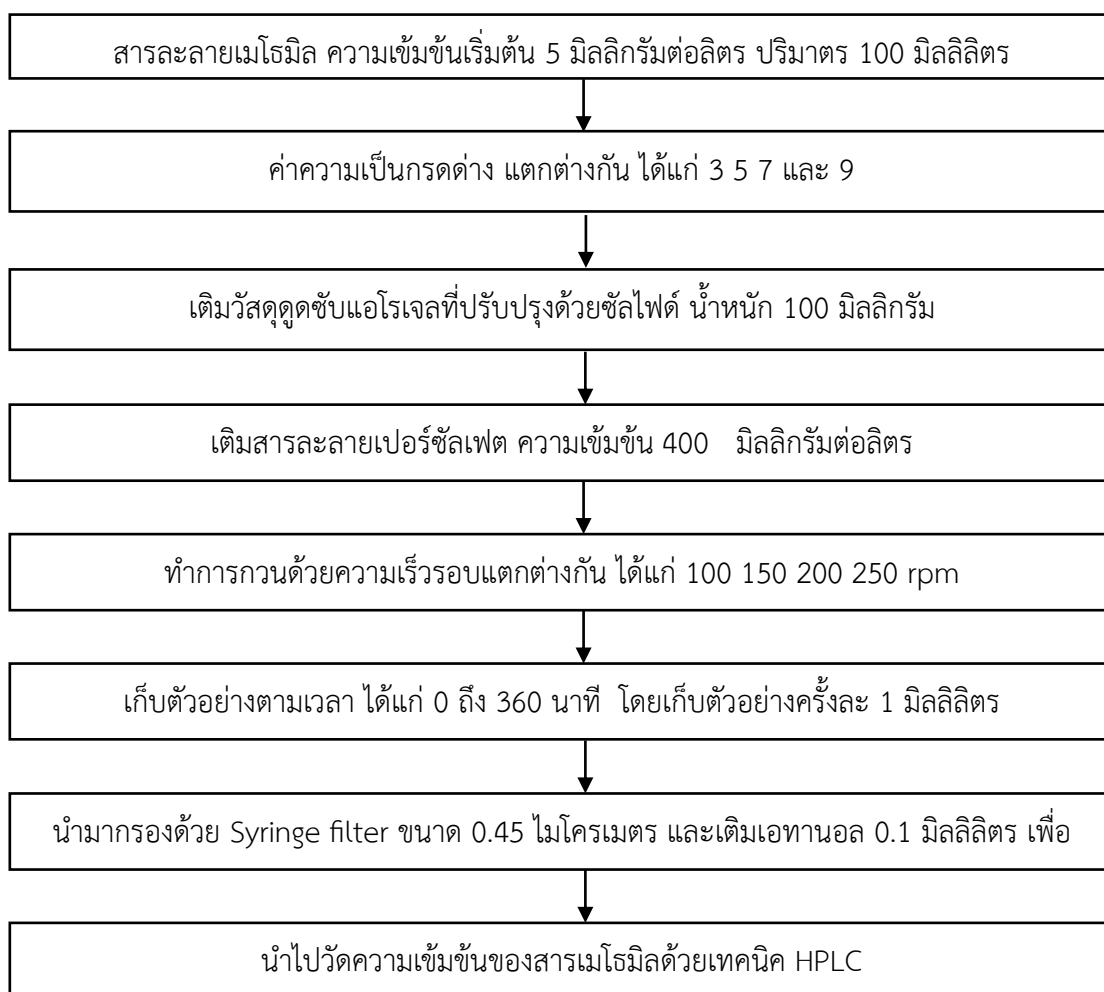 สารละลายเมโธมิล ความเข้มข้นเริ่มต้น 5 มิลลิกรัมต่อลิตร ปริมาตร 100 มิลลิลิตร
ค่าความเป็นกรดด่าง แตกต่างกัน ได้แก่ 3 5 7 และ 9
เติมวัสดุดูดซับแอโรเจลที่ปรับปรุงด้วยซัลไฟด์ น้ำหนัก 100 มิลลิกรัม
เติมสารละลายเปอร์ซัลเฟต ความเข้มข้น 400 มิลลิกรัมต่อลิตร
ทำการกวนด้วยความเร็วรอบแตกต่างกัน ได้แก่ 100 150 200 250 rpm
เก็บตัวอย่างตามเวลา ได้แก่ 0 ถึง 360 นาที โดยเก็บตัวอย่างครั้งละ 1 มิลลิลิตร
นำมากรองด้วย Syringe filter ขนาด 0.45 ไมโครเมตร และเติมเอทานอล 0.1 มิลลิลิตร เพื่อ
นำไปวัดความเข้มข้นของสารเมโธมิลด้วยเทคนิค HPLC